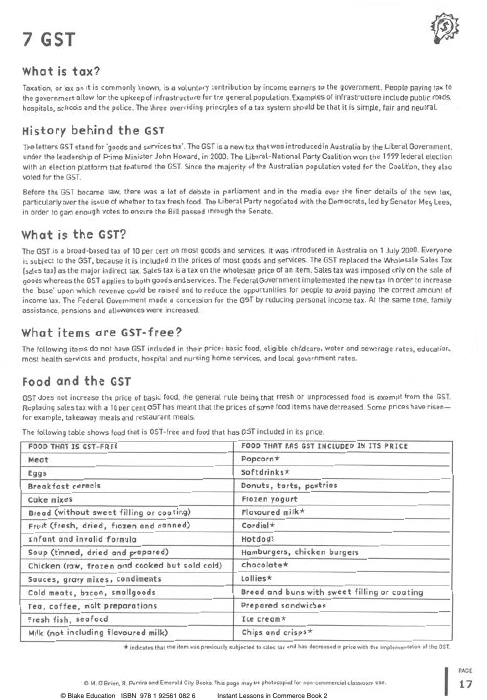 7 GST
What is tax?
Taxation, or tax as it is commonly known, is a voluntary contribution by income earners to the government. People paying tax to
the government allow for the upkeep of infrastructure for the general population. Examples of infrastructure include public roads,
hospitals, schools and the police. The three overriding principles of a tax system should be that it is simple, fair and neutral.
History behind the GST
The letters GST stand for 'goods and services tax'. The GST is a new tax that was introduced in Australia by the Liberal Government,
under the leadership of Prime Minister John Howard, in 2000. The Liberal-National Party Coalition won the 1999 federal election
with an election platform that featured the GST. Since the majority of the Australian population voted for the Coalition, they also
voted for the GST.
Before the GST became law, there was a lot of debate in parliament and in the media over the finer details of the new tax,
particularly over the issue of whether to tax fresh food. The Liberal Party negotiated with the Democrats, led by Senator Meg Lees,
in order to gain enough votes to ensure the Bill passed through the Senate.
What is the GST?
The GST is a broad-based tax of 10 per cent on most goods and services. It was introduced in Australia on 1 July 2000. Everyone
is subject to the GST, because it is included in the prices of most goods and services. The GST replaced the Wholesale Sales Tax
(sales tax) as the major indirect tax. Sales tax is a tax on the wholesale price of an item. Sales tax was imposed only on the sale of
goods whereas the GST applies to both goods and services. The Federal Government implemented the new tax in order to increase
the 'base' upon which revenue could be raised and to reduce the opportunities for people to avoid paying the correct amount of
income tax. The Federal Government made a concession for the GST by reducing personal income tax. At the same time, family
assistance, pensions and allowances were increased.
What items are GST-free?
The following items do not have GST included in their price: basic food, eligible childcare, water and sewerage rates, education,
most health services and products, hospital and nursing home services, and local government rates.
Food and the GST
GST does not increase the price of basic food, the general rule being that fresh or unprocessed food is exempt from the GST.
Replacing sales tax with a 10 per cent GST has meant that the prices of some food items have decreased. Some prices have risen—
for example, takeaway meals and restaurant meals.
The following table shows food that is GST-free and food that has GST included in its price.
FOOD THAT IS GST-FREE FOOD THAT HAS GST INCLUDED IN ITS PRICE
Meat Popcorn*
Eggs Softdrinks*
Breakfast cereals Donuts, tarts, pastries
Cake mixes Frozen yogurt
Bread (without sweet filling or coating) Flavoured milk*
Fruit (fresh, dried, frozen and canned) Cordial*
Infant and invalid formula Hotdogs
Soup (tinned, dried and prepared) Hamburgers, chicken burgers
Chicken (raw, frozen and cooked but sold cold) Chocolate*
Sauces, gravy mixes, condiments Lollies*
Cold meats, bacon, smallgoods Bread and buns with sweet filling or coating
Tea, coffee, malt preparations Prepared sandwiches
Fresh fish, seafood Ice cream*
Milk (not including flavoured milk) Chips and crisps*
* indicates that the item was previously subjected to sales tax and has decreased in price with the implementation of the GST.
© M. O'Brien, R. Purdra and Emerald City Books. This page may be photocopied for non-commercial classroom use.
PAGE
17
© Blake Education ISBN 978 1 92561 082 6 Instant Lessons in Commerce Book 2